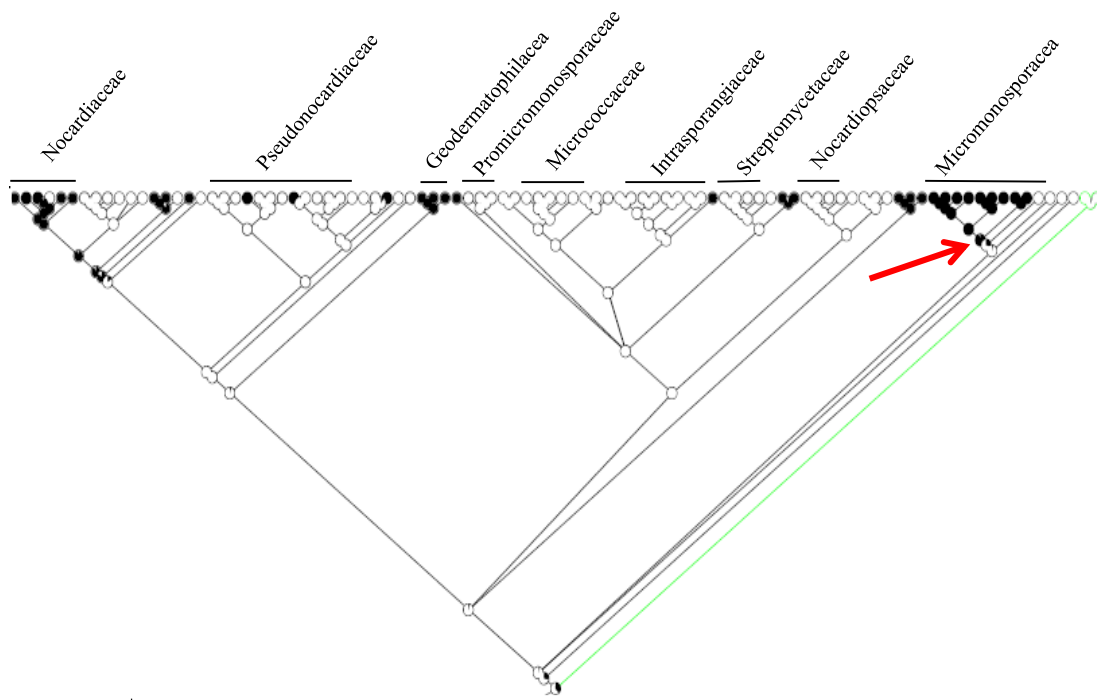 Nocardiaceae
Pseudonocardiaceae
Geodermatophilacea
Promicromonosporaceae
Micrococcaceae
Intrasporangiaceae
Streptomycetaceae
Nocardiopsaceae
Micromonosporacea